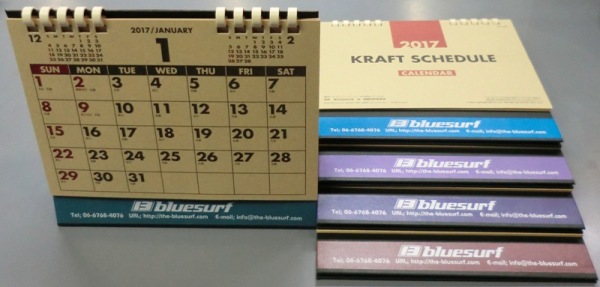 12
2017/JANUARY
1
2
SUN MON TUE WED THU FRI SAT
1 2 3 4 5 6 7
8 9 10 11 12 13 14
15 16 17 18 19 20 21
22 23 24 25 26 27 28
29 30 31
bluesurf
Tel; 06-6768-4076 URL; http://the-bluesurf.com E-mail; info@the-bluesurf.com
2017
KRAFT SCHEDULE
CALENDAR
bluesurf
Tel; 06-6768-4076 URL; http://the-bluesurf.com E-mail; info@the-bluesurf.com
bluesurf
Tel; 06-6768-4076 URL; http://the-bluesurf.com E-mail; info@the-bluesurf.com
bluesurf
Tel; 06-6768-4076 URL; http://the-bluesurf.com E-mail; info@the-bluesurf.com
bluesurf
Tel; 06-6768-4076 URL; http://the-bluesurf.com E-mail; info@the-bluesurf.com